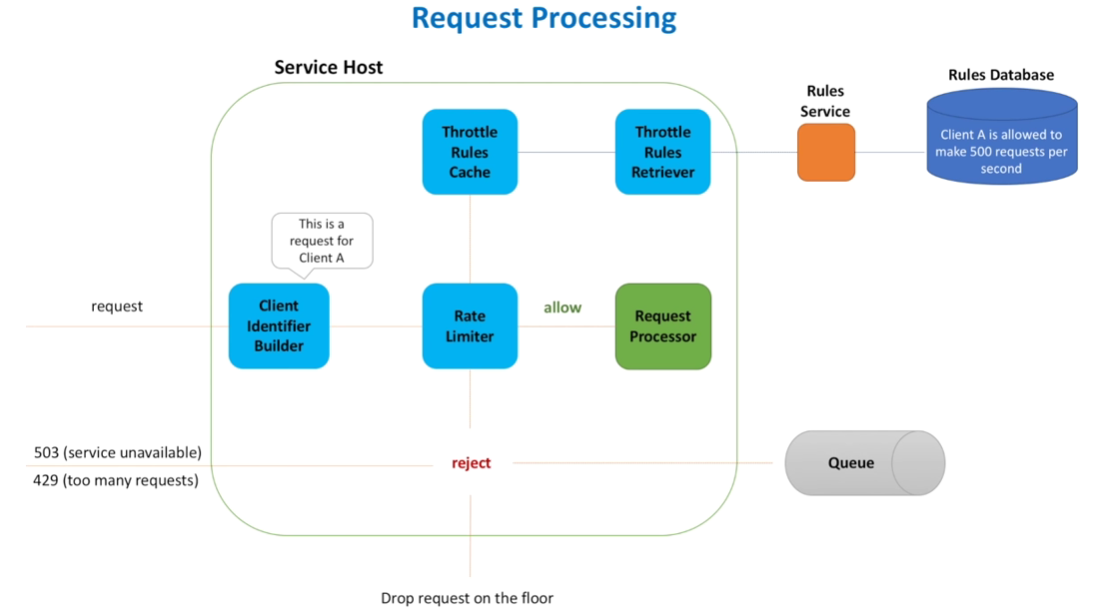 Request Processing
Service Host
Rules Database
Rules
Service
Throttle
Rules
Cache
Throttle
Rules
Retriever
Client A is allowed to
make 500 requests per
second
This is a
request for
Client A
request
Client
Identifier
Builder
Rate
Limiter
allow
Request
Processor
503 (service unavailable)
429 (too many requests)
reject
Queue
Drop request on the floor